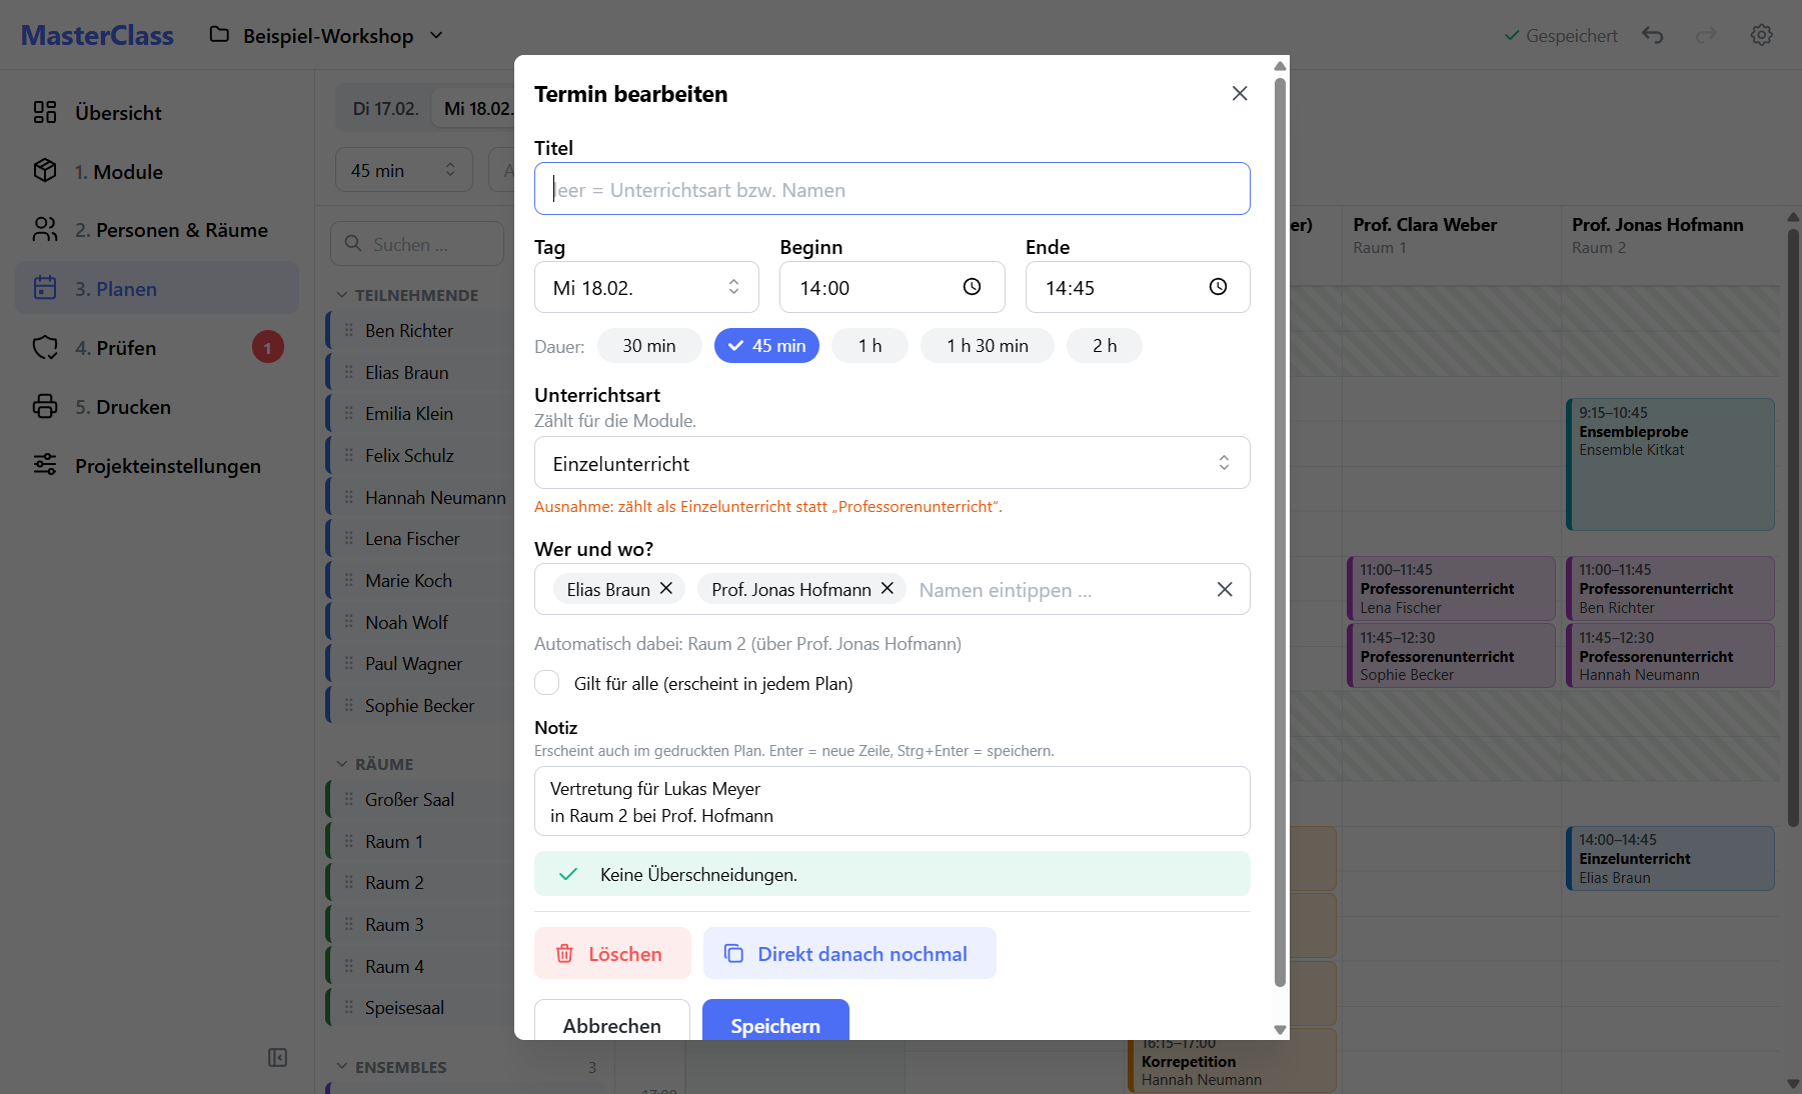 MasterClass
Beispiel-Workshop
Gespeichert
Übersicht
1. Module
2. Personen & Räume
3. Planen
4. Prüfen
1
5. Drucken
Projekteinstellungen
Di 17.02.
Mi 18.02.
45 min
A
Suchen ...
TEILNEHMENDE
Ben Richter
Elias Braun
Emilia Klein
Felix Schulz
Hannah Neumann
Lena Fischer
Marie Koch
Noah Wolf
Paul Wagner
Sophie Becker
RÄUME
Großer Saal
Raum 1
Raum 2
Raum 3
Raum 4
Speisesaal
ENSEMBLES
3
Termin bearbeiten
Titel
leer = Unterrichtsart bzw. Namen
Tag
Beginn
Ende
Mi 18.02.
14:00
14:45
Dauer:
30 min
45 min
1 h
1 h 30 min
2 h
Unterrichtsart
Zählt für die Module.
Einzelunterricht
Ausnahme: zählt als Einzelunterricht statt „Professorenunterricht“.
Wer und wo?
Elias Braun
Prof. Jonas Hofmann
Namen eintippen ...
Automatisch dabei: Raum 2 (über Prof. Jonas Hofmann)
Gilt für alle (erscheint in jedem Plan)
Notiz
Erscheint auch im gedruckten Plan. Enter = neue Zeile, Strg+Enter = speichern.
Vertretung für Lukas Meyer
in Raum 2 bei Prof. Hofmann
Keine Überschneidungen.
Löschen
Direkt danach nochmal
Abbrechen
Speichern
er)
Prof. Clara Weber
Raum 1
Prof. Jonas Hofmann
Raum 2
9:15–10:45
Ensembleprobe
Ensemble Kitkat
11:00–11:45
Professorenunterricht
Lena Fischer
11:00–11:45
Professorenunterricht
Ben Richter
11:45–12:30
Professorenunterricht
Sophie Becker
11:45–12:30
Professorenunterricht
Hannah Neumann
14:00–14:45
Einzelunterricht
Elias Braun
16:15–17:00
Korrepetition
Hannah Neumann
17:00